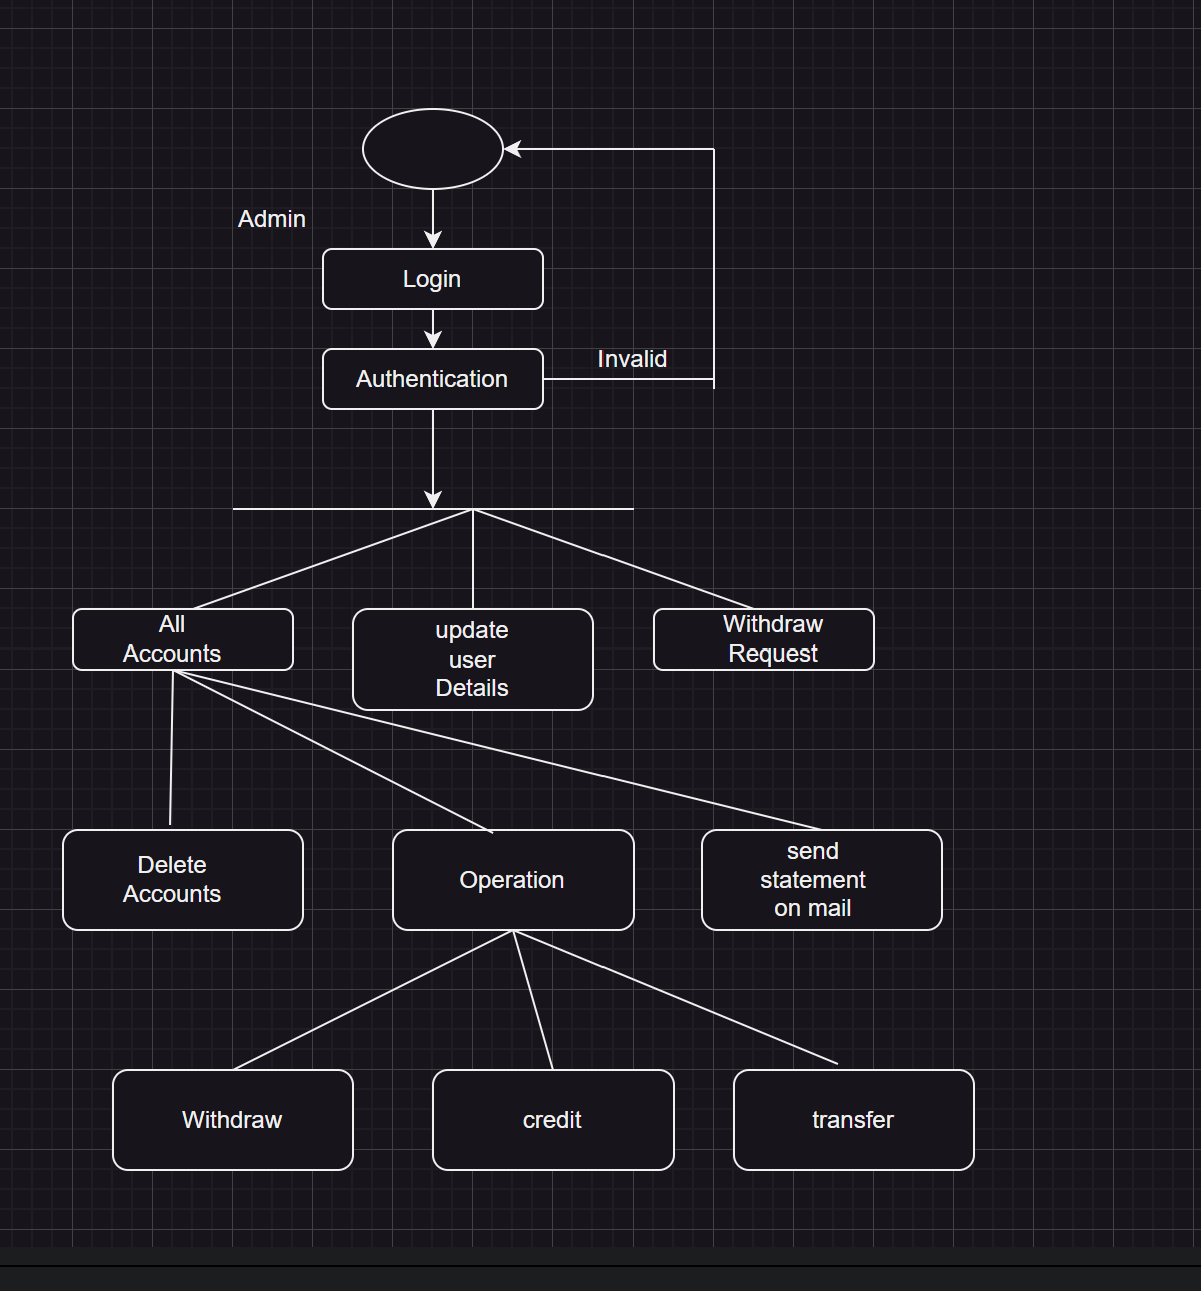 Admin
Login
Invalid
Authentication
All
Accounts
update
user
Details
Withdraw
Request
Delete
Accounts
Operation
send
statement
on mail
Withdraw
credit
transfer